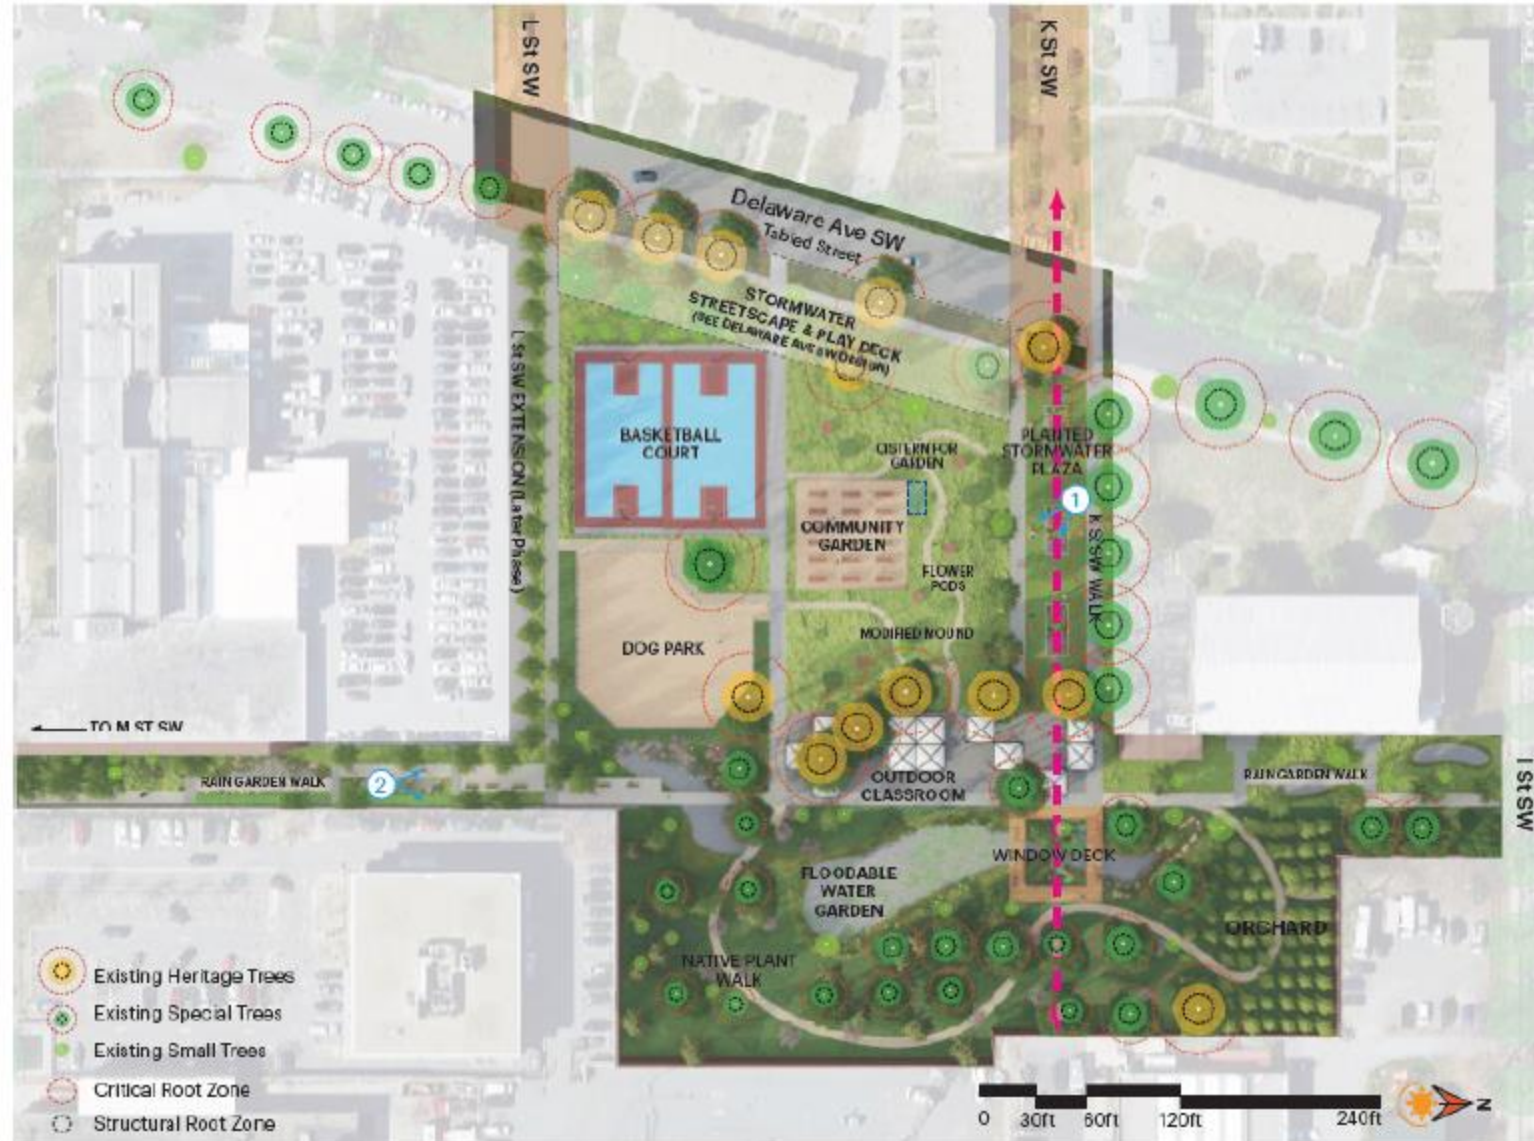 L St SW
K St SW
Delaware Ave SW
Tabled Street
STORMWATER
STREETSCAPE & PLAY DECK
(SEE DELAWARE AVE SW DESIGN)
L St SW EXTENSION (Later Phase)
BASKETBALL
COURT
CISTERN FOR
GARDEN
PLANTED
STORMWATER
PLAZA
1
K St SW WALK
COMMUNITY
GARDEN
FLOWER
PODS
MODIFIED MOUND
DOG PARK
TO M ST SW
RAIN GARDEN WALK
2
OUTDOOR
CLASSROOM
RAIN GARDEN WALK
I St SW
WINDOW DECK
FLOODABLE
WATER
GARDEN
ORCHARD
NATIVE PLANT
WALK
Existing Heritage Trees
Existing Special Trees
Existing Small Trees
Critical Root Zone
Structural Root Zone
0 30ft 60ft 120ft 240ft
N